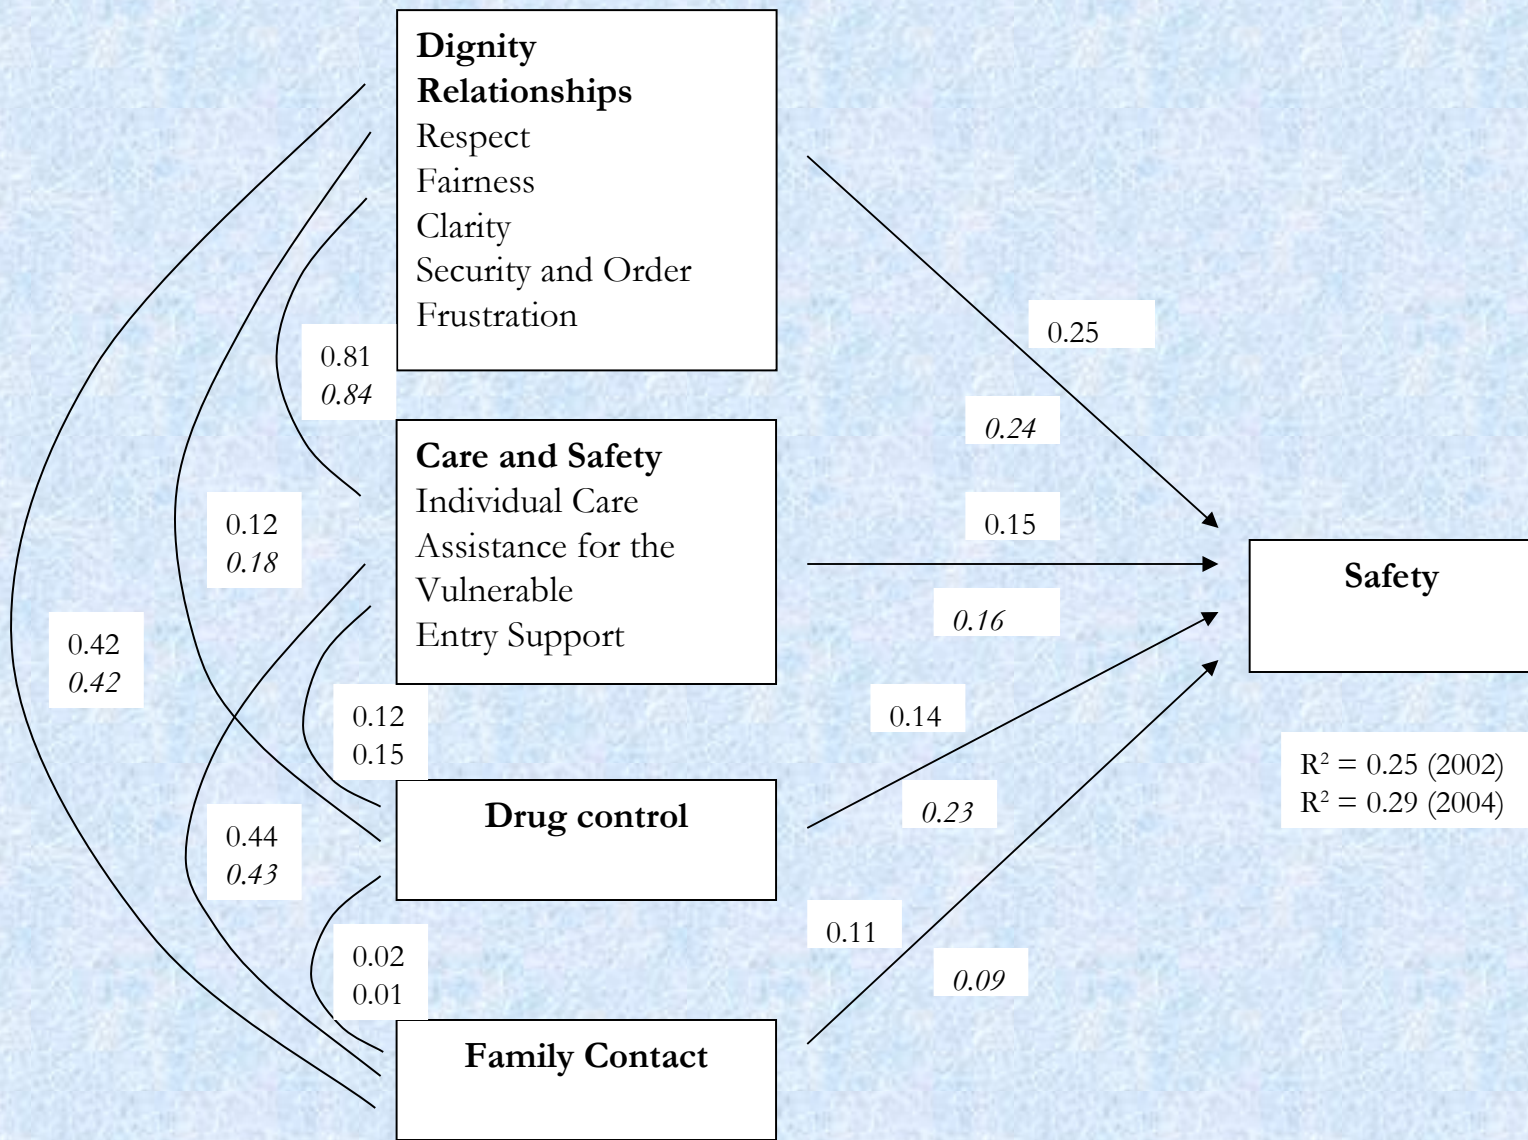 Dignity
Relationships
Respect
Fairness
Clarity
Security and Order
Frustration
0.81
0.84
Care and Safety
Individual Care
Assistance for the
Vulnerable
Entry Support
0.12
0.18
0.42
0.42
0.12
0.15
Drug control
0.44
0.43
0.02
0.01
Family Contact
0.25
0.24
0.15
0.16
0.14
0.23
0.11
0.09
Safety
R² = 0.25 (2002)
R² = 0.29 (2004)